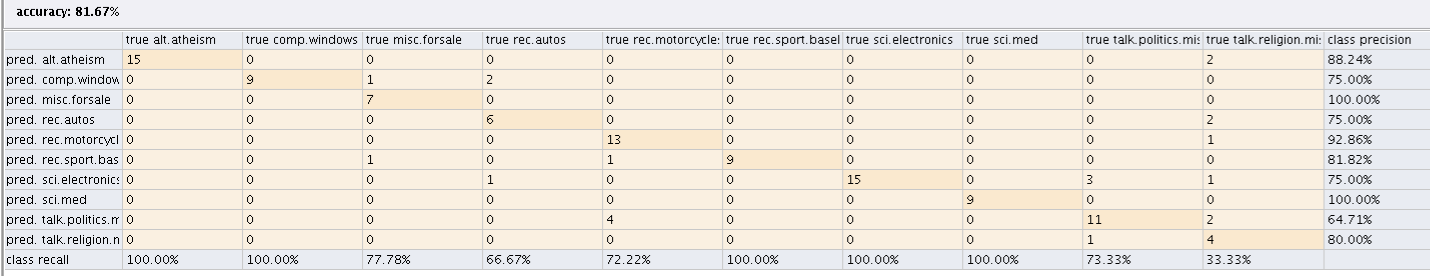 accuracy: 81.67%
true alt.atheism true comp.windows true misc.forsale true rec.autos true rec.motorcycles true rec.sport.basel true sci.electronics true sci.med true talk.politics.mis true talk.religion.mis class precision
pred. alt.atheism 15 0 0 0 0 0 0 0 0 2 88.24%
pred. comp.window 0 9 1 2 0 0 0 0 0 0 75.00%
pred. misc.forsale 0 0 7 0 0 0 0 0 0 0 100.00%
pred. rec.autos 0 0 0 6 0 0 0 0 0 2 75.00%
pred. rec.motorcycl 0 0 0 0 13 0 0 0 0 1 92.86%
pred. rec.sport.bas 0 0 1 0 1 9 0 0 0 0 81.82%
pred. sci.electronics 0 0 0 1 0 0 15 0 3 1 75.00%
pred. sci.med 0 0 0 0 0 0 0 9 0 0 100.00%
pred. talk.politics.m 0 0 0 0 4 0 0 0 11 2 64.71%
pred. talk.religion.n 0 0 0 0 0 0 0 0 1 4 80.00%
class recall 100.00% 100.00% 77.78% 66.67% 72.22% 100.00% 100.00% 100.00% 73.33% 33.33%